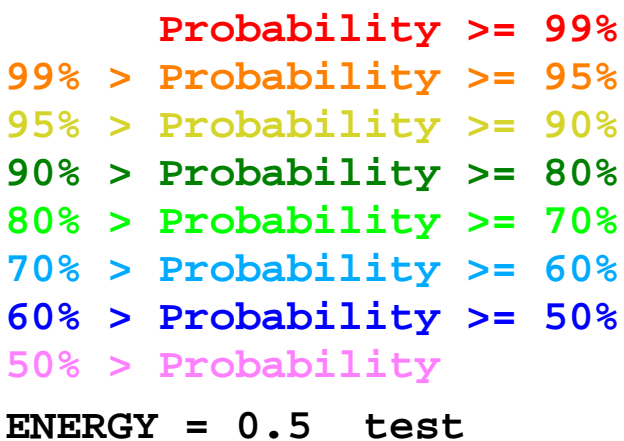 Probability >= 99%
99% > Probability >= 95%
95% > Probability >= 90%
90% > Probability >= 80%
80% > Probability >= 70%
70% > Probability >= 60%
60% > Probability >= 50%
50% > Probability
ENERGY = 0.5 test